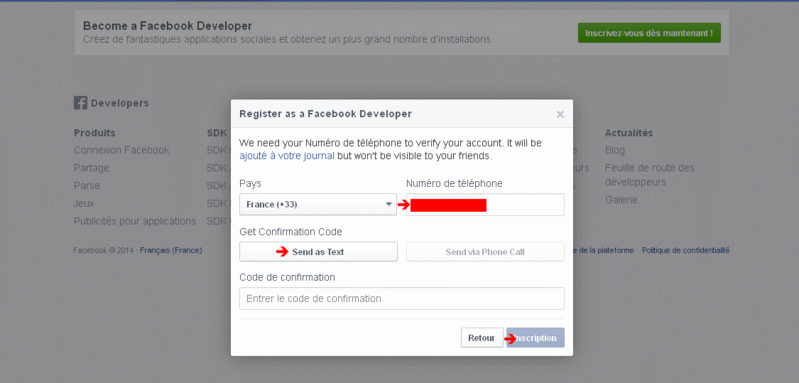 Become a Facebook Developer
Créez de fantastiques applications sociales et obtenez un plus grand nombre d'installations
Inscrivez-vous dès maintenant !
Developers
Produits
Connexion Facebook
Partage
Parse
Jeux
Publicités pour applications
SDK
SDK
SDK
SDK
SDK
Register as a Facebook Developer
×
We need your Numéro de téléphone to verify your account. It will be
ajouté à votre journal but won't be visible to your friends.
Pays
Numéro de téléphone
France (+33)
Get Confirmation Code
Send as Text
Send via Phone Call
Code de confirmation
Entrer le code de confirmation
Retour
nscription
Actualités
Blog
Feuille de route des
développeurs
Galerie
Facebook © 2014 · Français (France)
de la plateforme
Politique de confidentialité